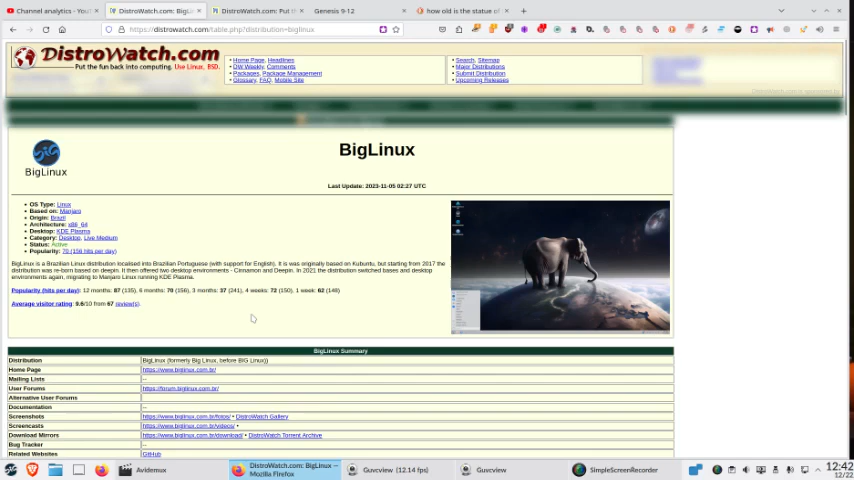 Channel analytics - You
DistroWatch.com: BigL
DistroWatch.com: Put th
Genesis 9-12
how old is the statue of
https://distrowatch.com/table.php?distribution=biglinux
DistroWatch.com
Put the fun back into computing. Use Linux, BSD.
• Home Page, Headlines
• DW Weekly, Comments
• Packages, Package Management
• Glossary, FAQ, Mobile Site
• Search, Sitemap
• Major Distributions
• Submit Distribution
• Upcoming Releases
BigLinux
BigLinux
Last Update: 2023-11-05 02:27 UTC
• OS Type: Linux
• Based on: Manjaro
• Origin: Brazil
• Architecture: x86_64
• Desktop: KDE Plasma
• Category: Desktop, Live Medium
• Status: Active
• Popularity: 70 (156 hits per day)
BigLinux is a Brazilian Linux distribution localised into Brazilian Portuguese (with support for English). It was originally based on Kubuntu, but starting from 2017 the
distribution was re-born based on deepin. It then offered two desktop environments - Cinnamon and Deepin. In 2021 the distribution switched bases and desktop
environments again, migrating to Manjaro Linux running KDE Plasma.
Popularity (hits per day): 12 months: 87 (135), 6 months: 70 (156), 3 months: 37 (241), 4 weeks: 72 (150), 1 week: 62 (148)
Average visitor rating: 9.6/10 from 67 review(s).
BigLinux Summary
Distribution BigLinux (formerly Big Linux, before BIG Linux))
Home Page https://www.biglinux.com.br/
Mailing Lists --
User Forums https://forum.biglinux.com.br/
Alternative User Forums
Documentation --
Screenshots https://www.biglinux.com.br/fotos/ • DistroWatch Gallery
Screencasts https://www.biglinux.com.br/videos/ •
Download Mirrors https://www.biglinux.com.br/download/ • DistroWatch Torrent Archive
Bug Tracker --
Related Websites GitHub
Avidemux
DistroWatch.com: BigLinux — Mozilla Firefox
Guvcview (12.14 fps)
Guvcview
SimpleScreenRecorder
12:42
12/22